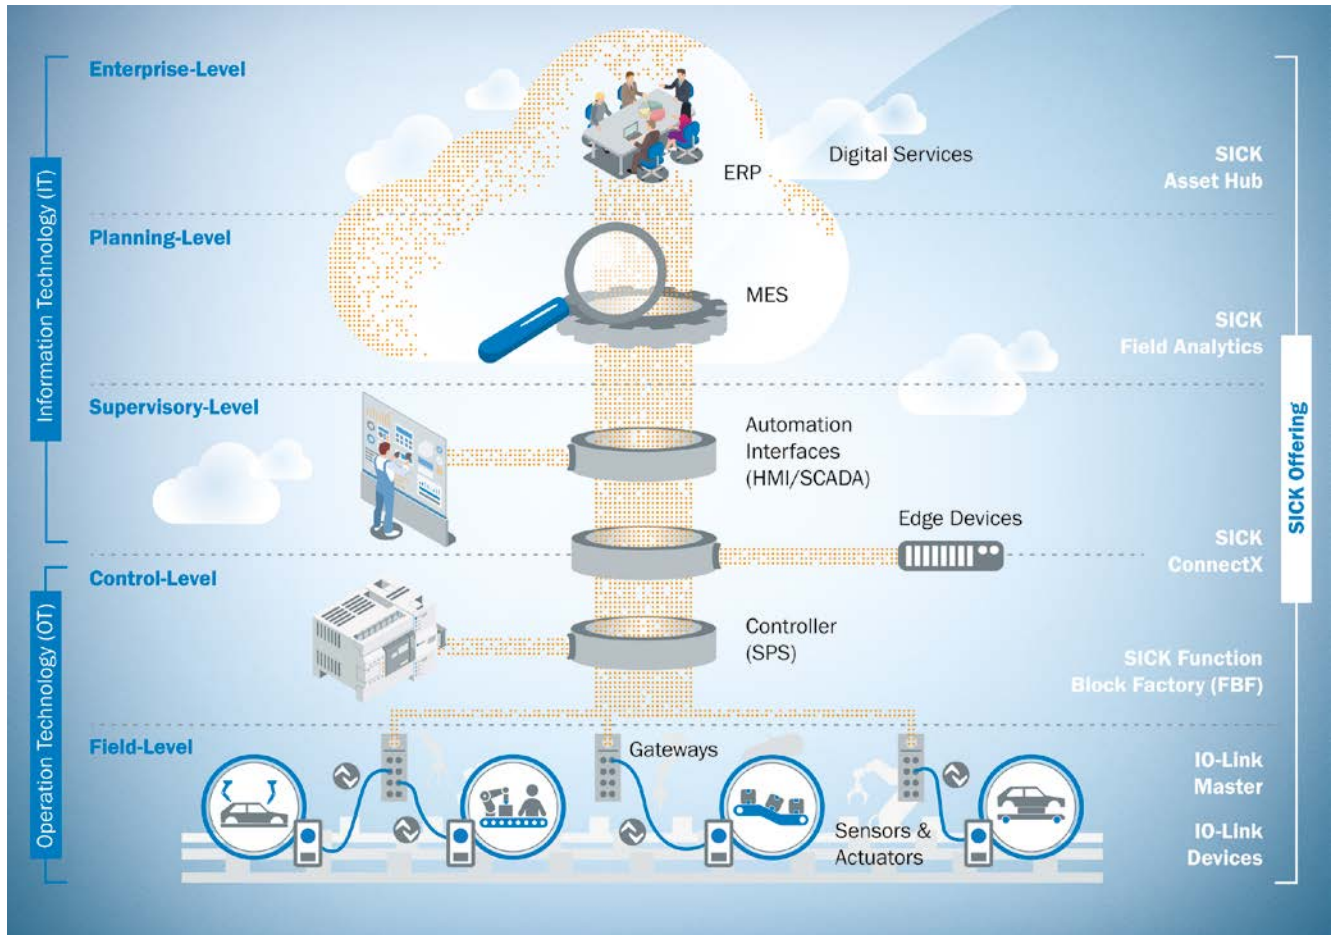 Enterprise-Level
ERP
Digital Services
SICK
Asset Hub
Information Technology (IT)
Planning-Level
MES
SICK
Field Analytics
Supervisory-Level
Automation
Interfaces
(HMI/SCADA)
SICK Offering
Edge Devices
SICK
ConnectX
Operation Technology (OT)
Control-Level
Controller
(SPS)
SICK Function
Block Factory (FBF)
Field-Level
Gateways
IO-Link
Master
Sensors &
Actuators
IO-Link
Devices